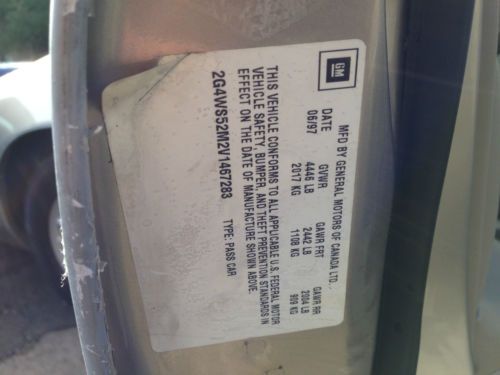 GM
MFD BY GENERAL MOTORS OF CANADA LTD.
DATE GVWR GAWR FRT GAWR RR
06/97 4446 LB 2442 LB 2004 LB
2017 KG 1108 KG 909 KG
THIS VEHICLE CONFORMS TO ALL APPLICABLE U.S. FEDERAL MOTOR
VEHICLE SAFETY, BUMPER, AND THEFT PREVENTION STANDARDS IN
EFFECT ON THE DATE OF MANUFACTURE SHOWN ABOVE.
2G4WS52M2V1467283 TYPE: PASS CAR